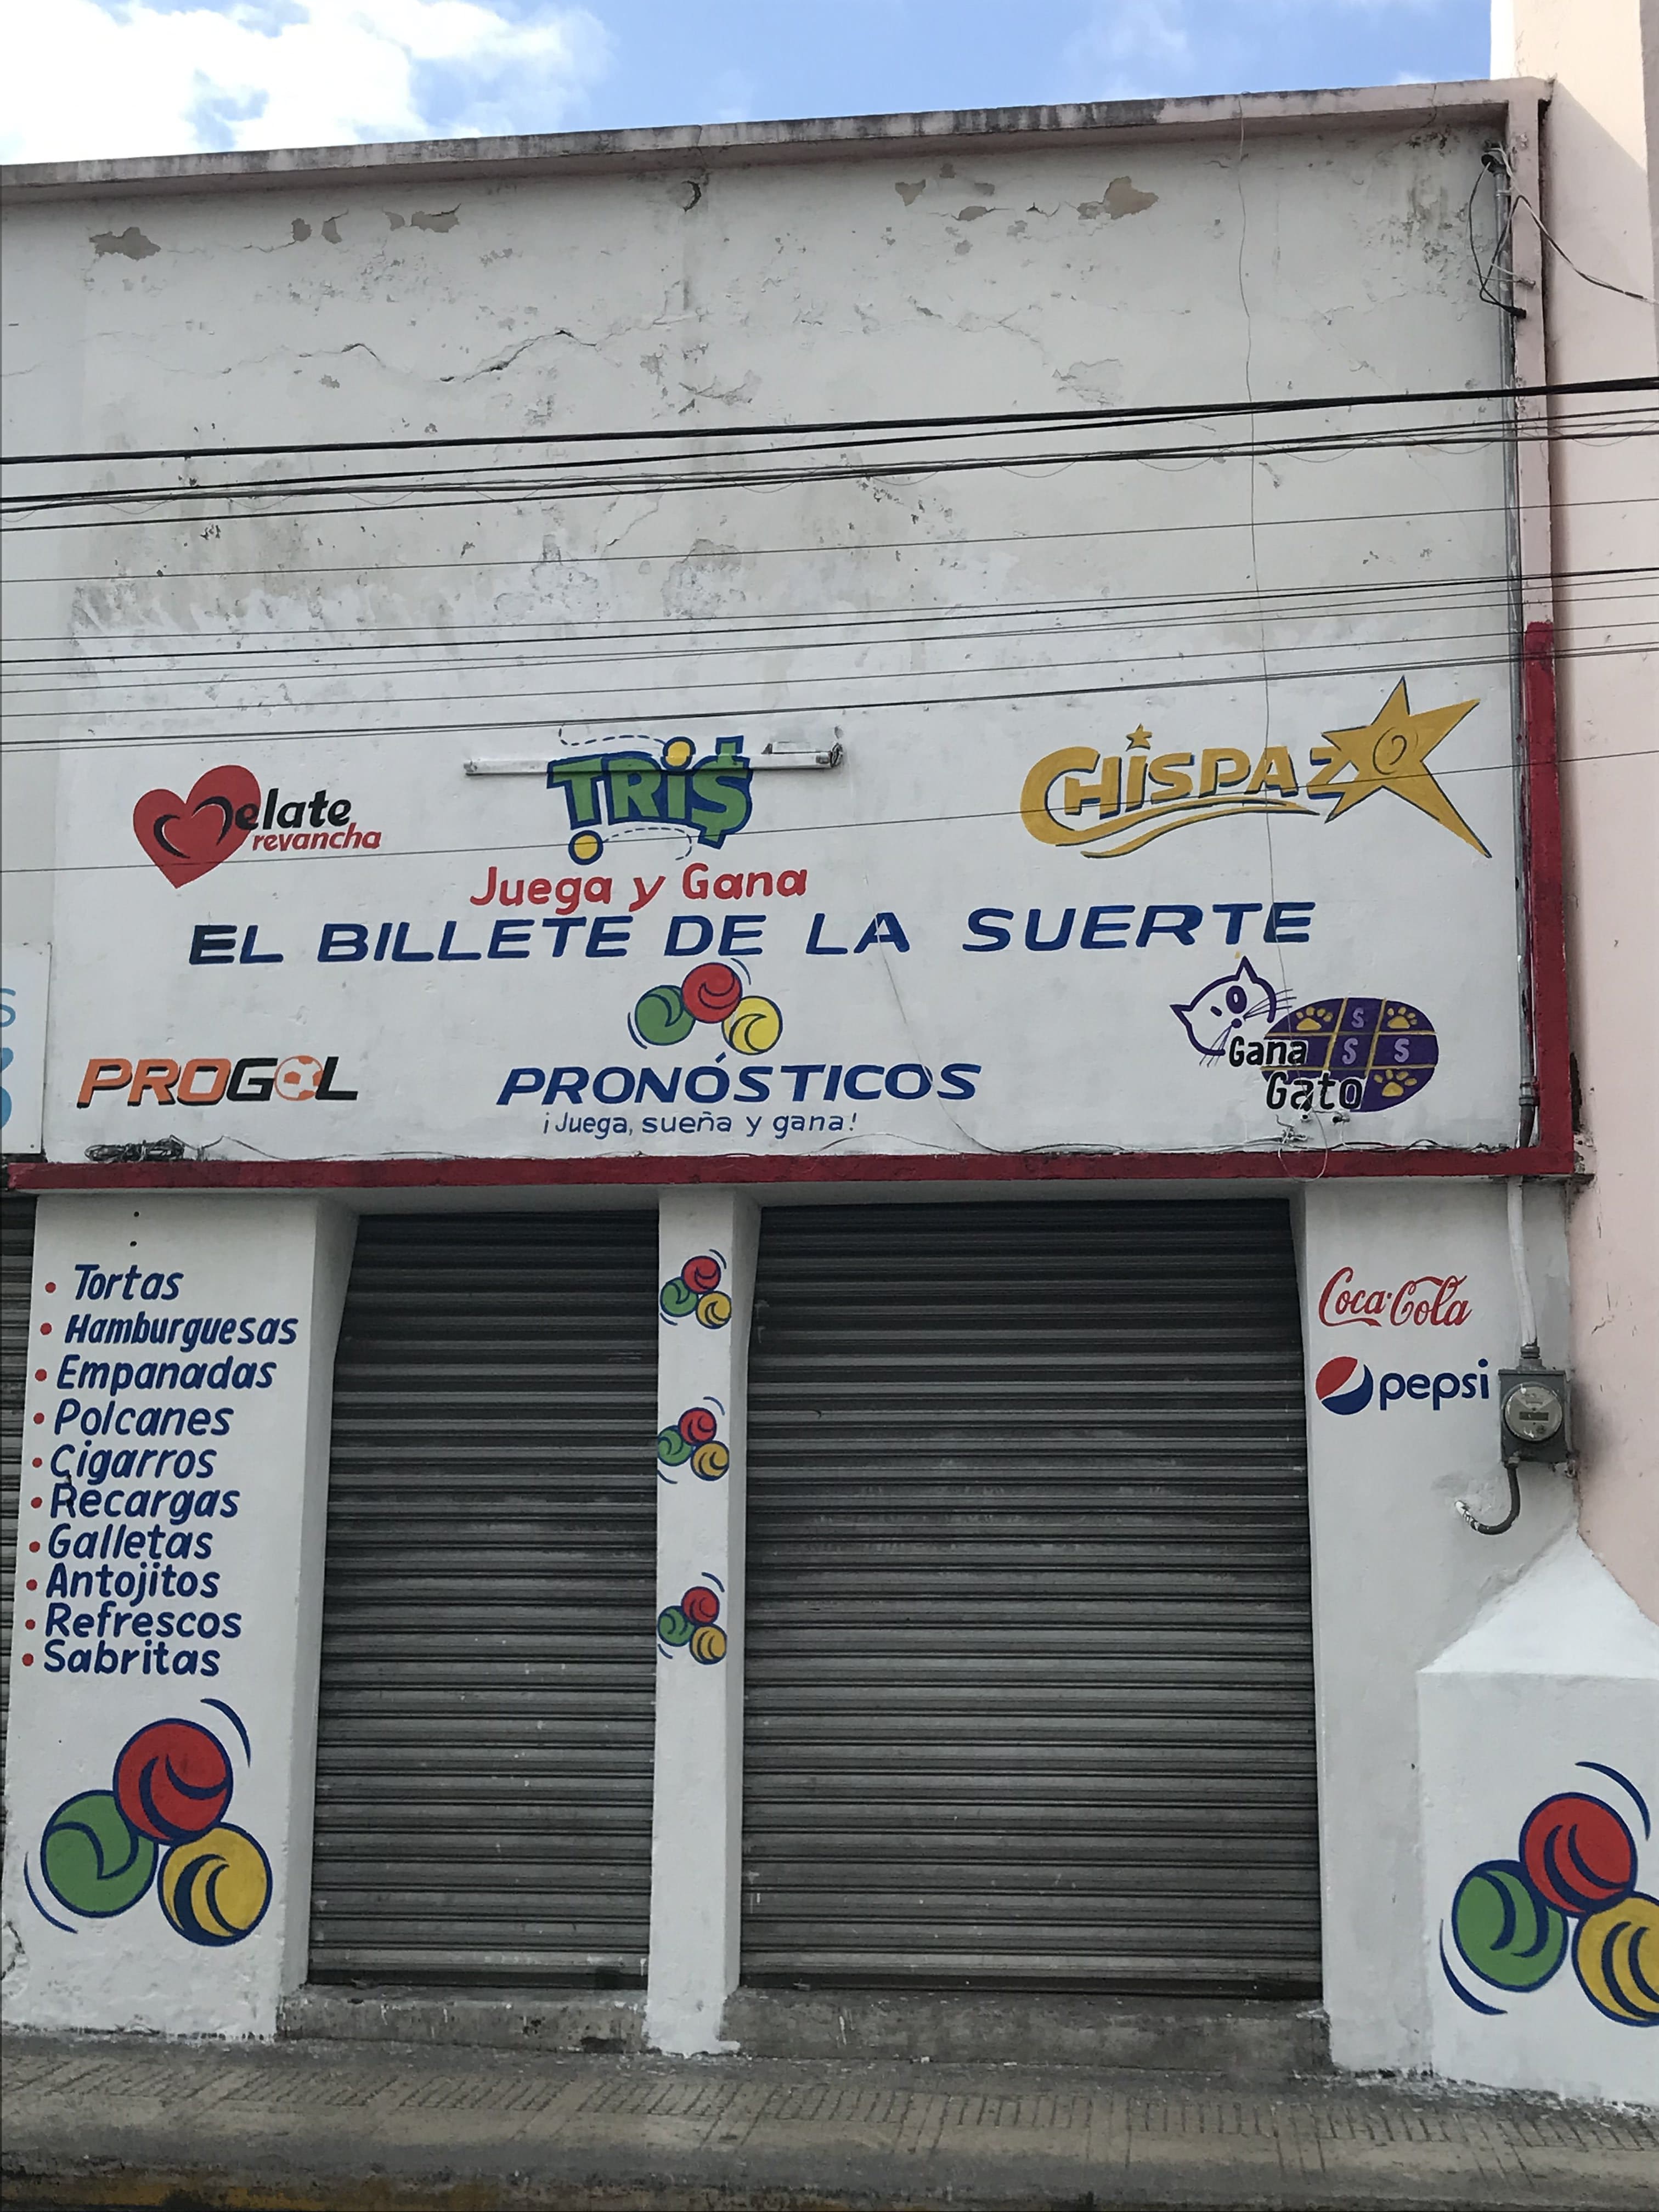 Melate
revancha
TRi$
CHISPAZO
Juega y Gana
EL BILLETE DE LA SUERTE
PROGOL
PRONÓSTICOS
¡Juega, sueña y gana!
Gana
Gato
S
S S
• Tortas
• Hamburguesas
• Empanadas
• Polcanes
• Cigarros
• Recargas
• Galletas
• Antojitos
• Refrescos
• Sabritas
Coca-Cola
pepsi